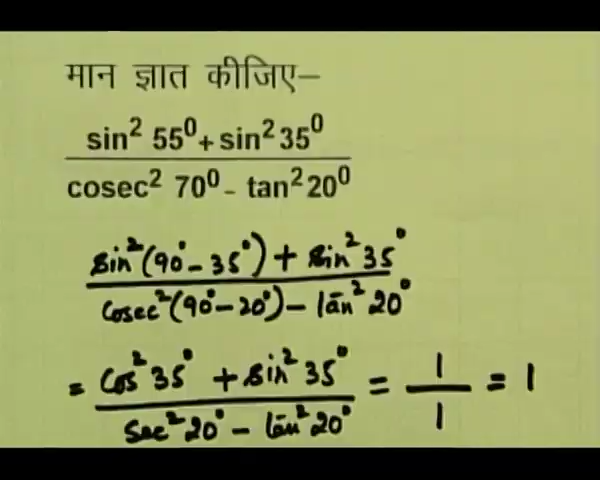 मान ज्ञात कीजिए–
sin² 55⁰+sin² 35⁰
cosec² 70⁰ - tan² 20⁰
sin²(90° - 35°) + sin² 35°
cosec²(90° - 20°) - tan² 20°
= cos² 35° + sin² 35° = 1 = 1
sec² 20° - tan² 20° 1